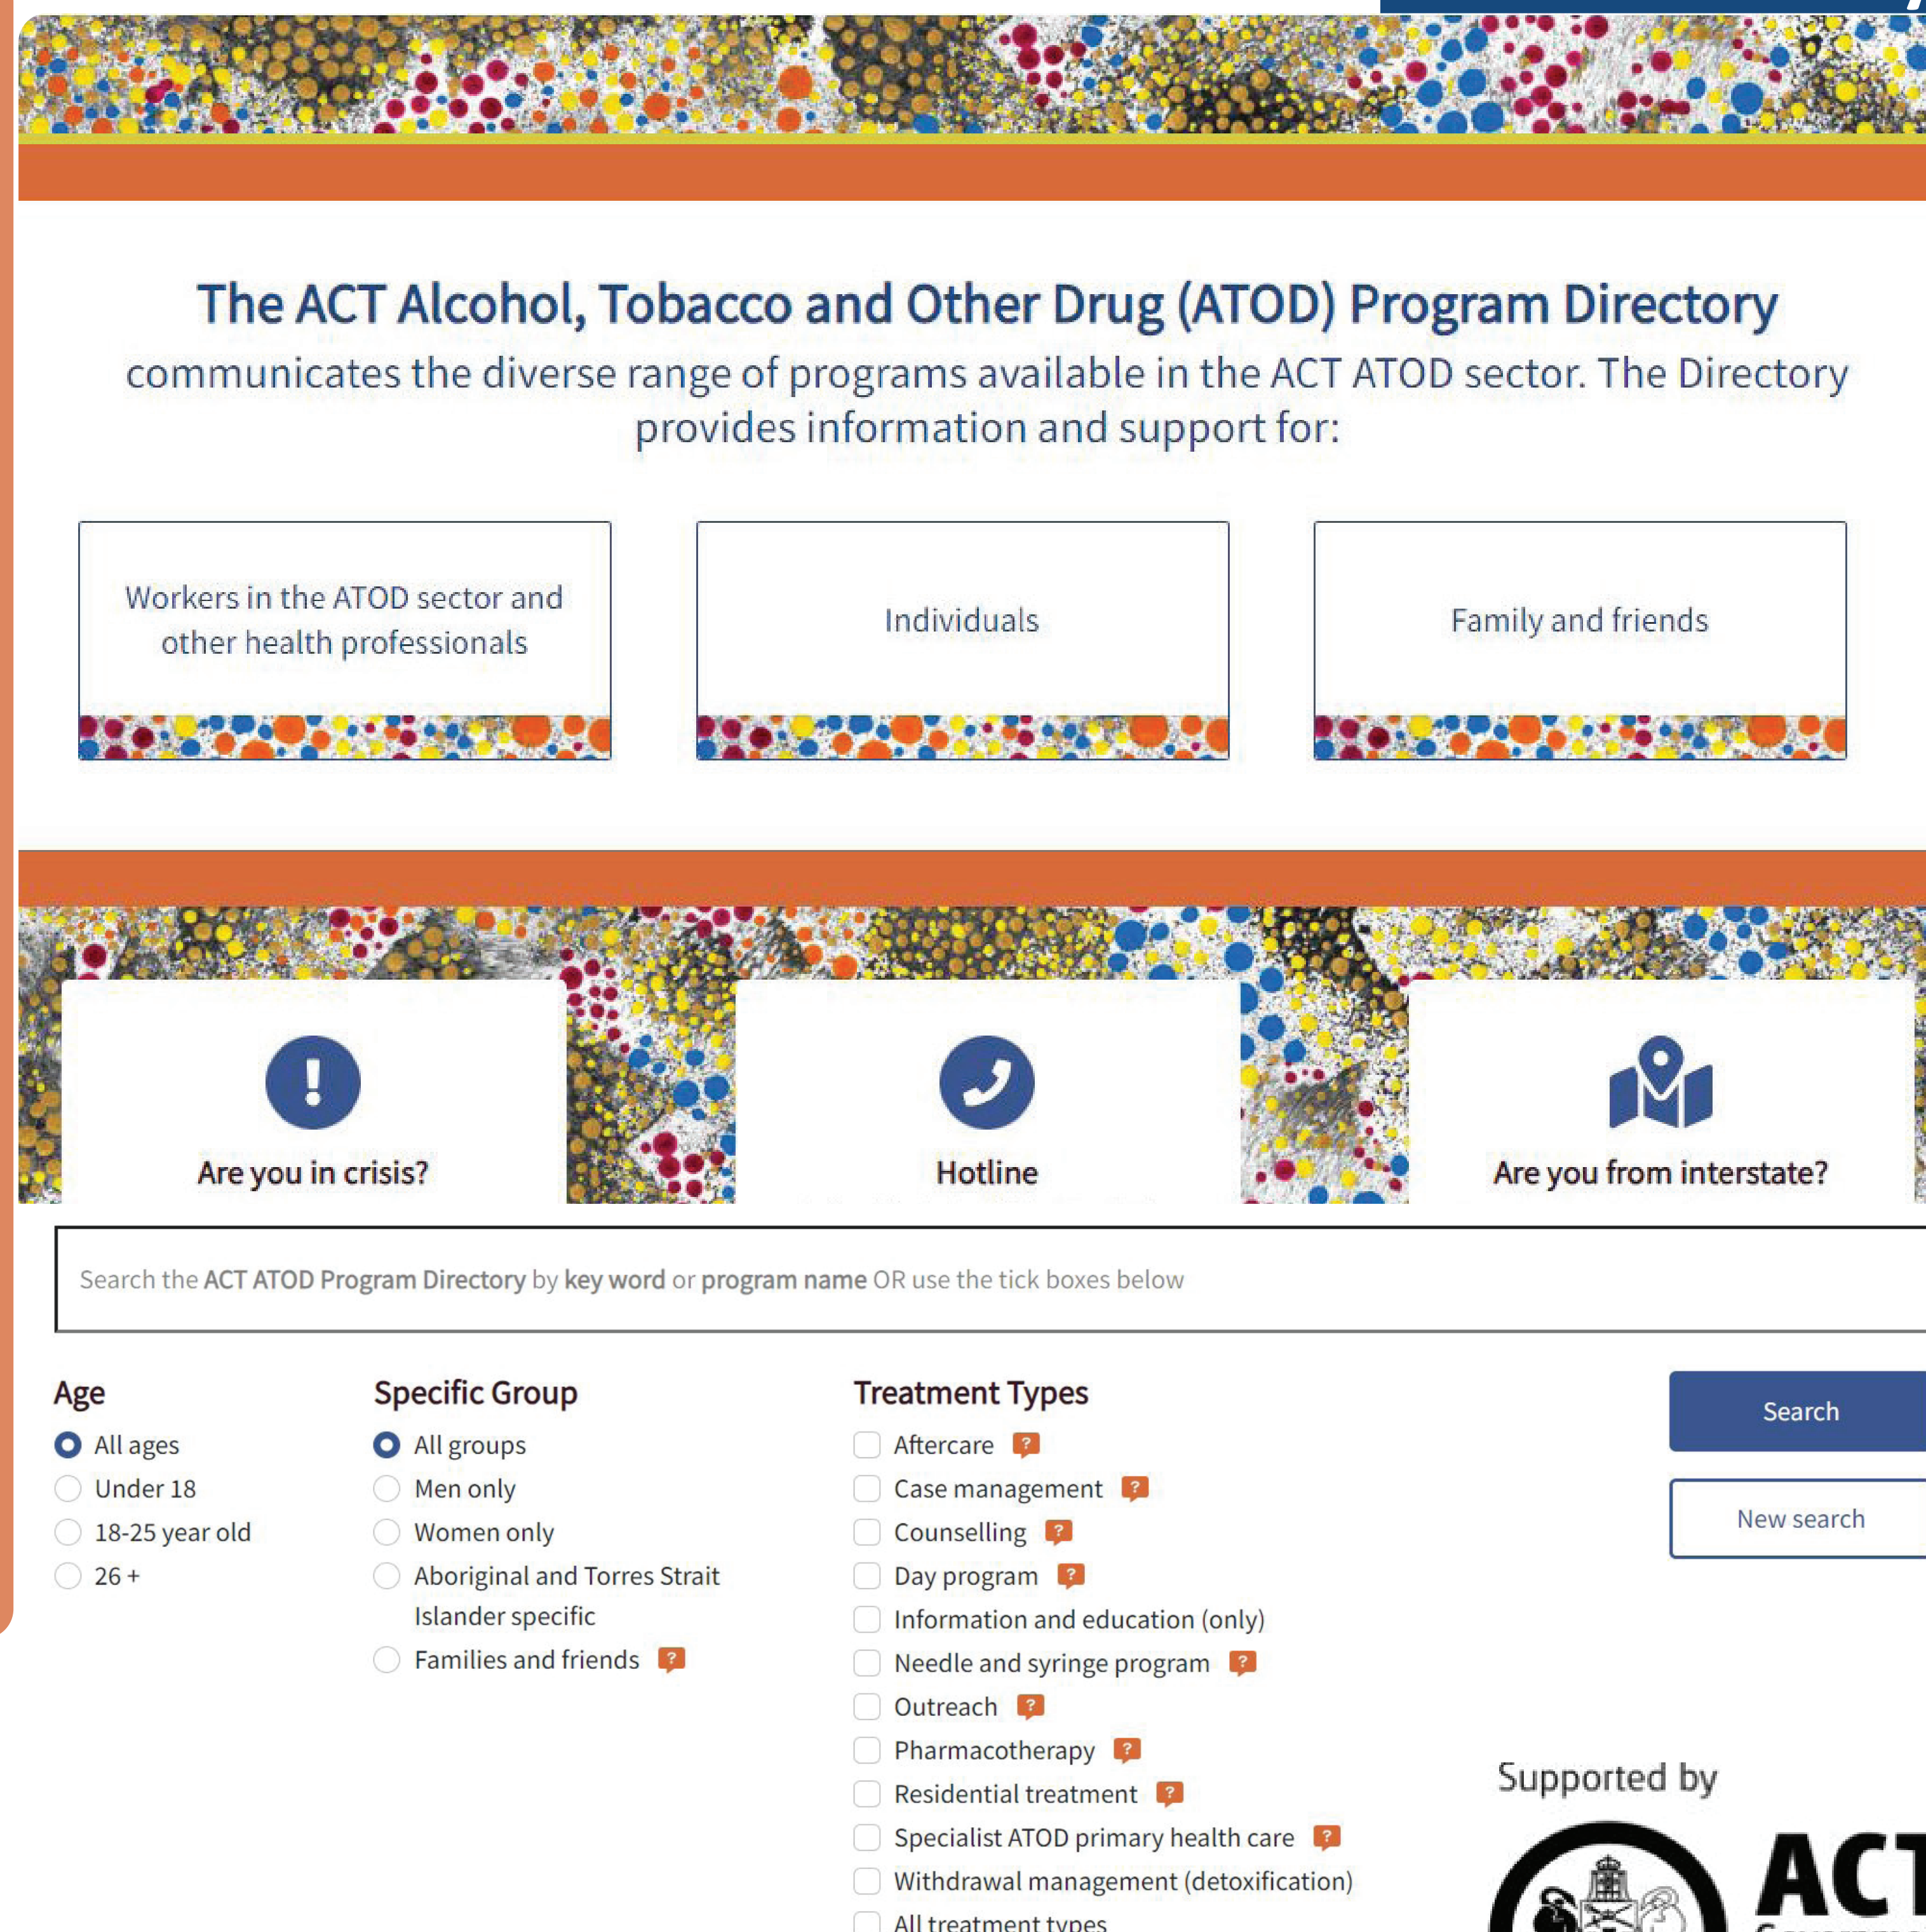 The ACT Alcohol, Tobacco and Other Drug (ATOD) Program Directory
communicates the diverse range of programs available in the ACT ATOD sector. The Directory
provides information and support for:
Workers in the ATOD sector and
other health professionals
Individuals
Family and friends
Are you in crisis?
Hotline
Are you from interstate?
Search the ACT ATOD Program Directory by key word or program name OR use the tick boxes below
Age
All ages
Under 18
18-25 year old
26 +
Specific Group
All groups
Men only
Women only
Aboriginal and Torres Strait
Islander specific
Families and friends
Treatment Types
Aftercare
Case management
Counselling
Day program
Information and education (only)
Needle and syringe program
Outreach
Pharmacotherapy
Residential treatment
Specialist ATOD primary health care
Withdrawal management (detoxification)
All treatment types
Search
New search
Supported by
ACT